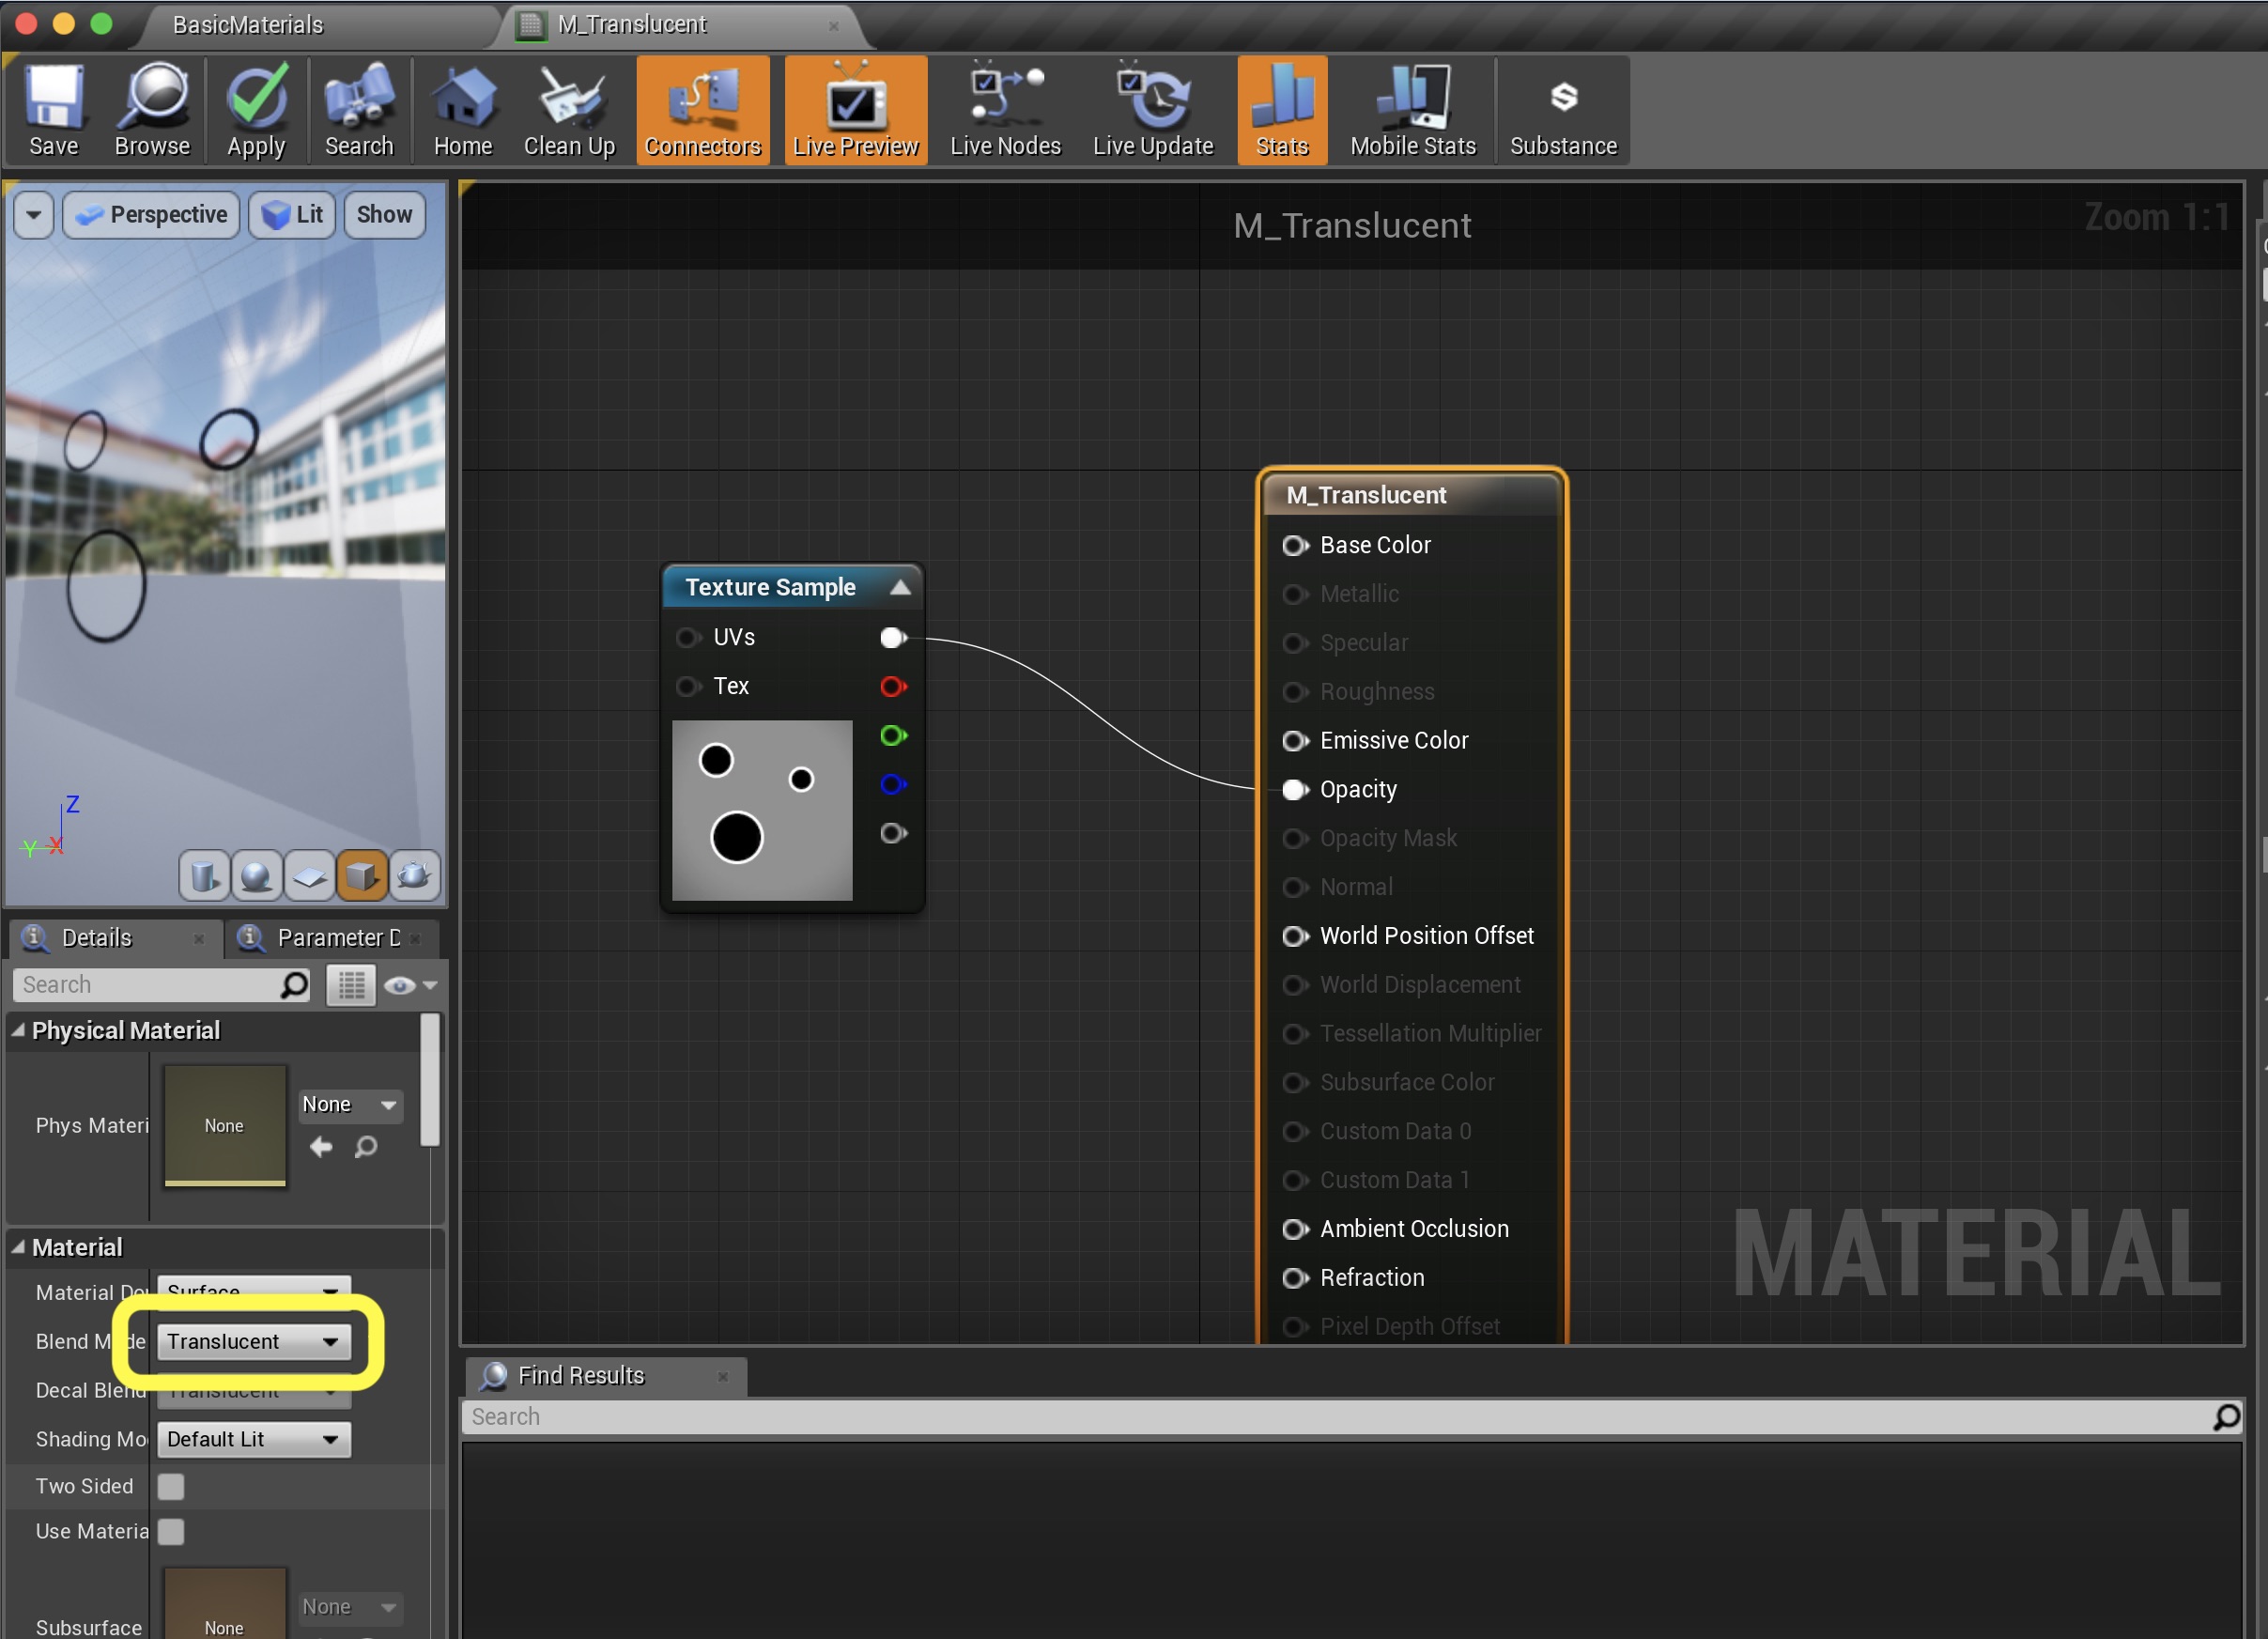 BasicMaterials
M_Translucent
Save
Browse
Apply
Search
Home
Clean Up
Connectors
Live Preview
Live Nodes
Live Update
Stats
Mobile Stats
Substance
Perspective
Lit
Show
Z
Y
X
M_Translucent
Zoom 1:1
Texture Sample
UVs
Tex
M_Translucent
Base Color
Metallic
Specular
Roughness
Emissive Color
Opacity
Opacity Mask
Normal
World Position Offset
World Displacement
Tessellation Multiplier
Subsurface Color
Custom Data 0
Custom Data 1
Ambient Occlusion
Refraction
Pixel Depth Offset
MATERIAL
Details
Parameter D
Search
Physical Material
Phys Materi
None
None
Material
Material Do
Surface
Blend Mode
Translucent
Decal Blend
Translucent
Shading Mo
Default Lit
Two Sided
Use Materia
Subsurface
None
None
Find Results
Search